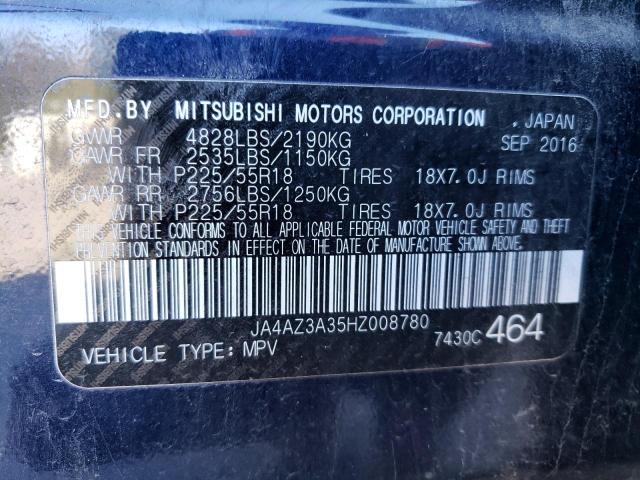 MFD.BY MITSUBISHI MOTORS CORPORATION . JAPAN
GVWR 4828LBS/2190KG SEP 2016
GAWR FR 2535LBS/1150KG
WITH P225/55R18 TIRES 18X7.0J RIMS
GAWR RR 2756LBS/1250KG
WITH P225/55R18 TIRES 18X7.0J RIMS
THIS VEHICLE CONFORMS TO ALL APPLICABLE FEDERAL MOTOR VEHICLE SAFETY AND THEFT
PREVENTION STANDARDS IN EFFECT ON THE DATE OF MANUFACTURE SHOWN ABOVE.
JA4AZ3A35HZ008780
VEHICLE TYPE: MPV 7430C 464